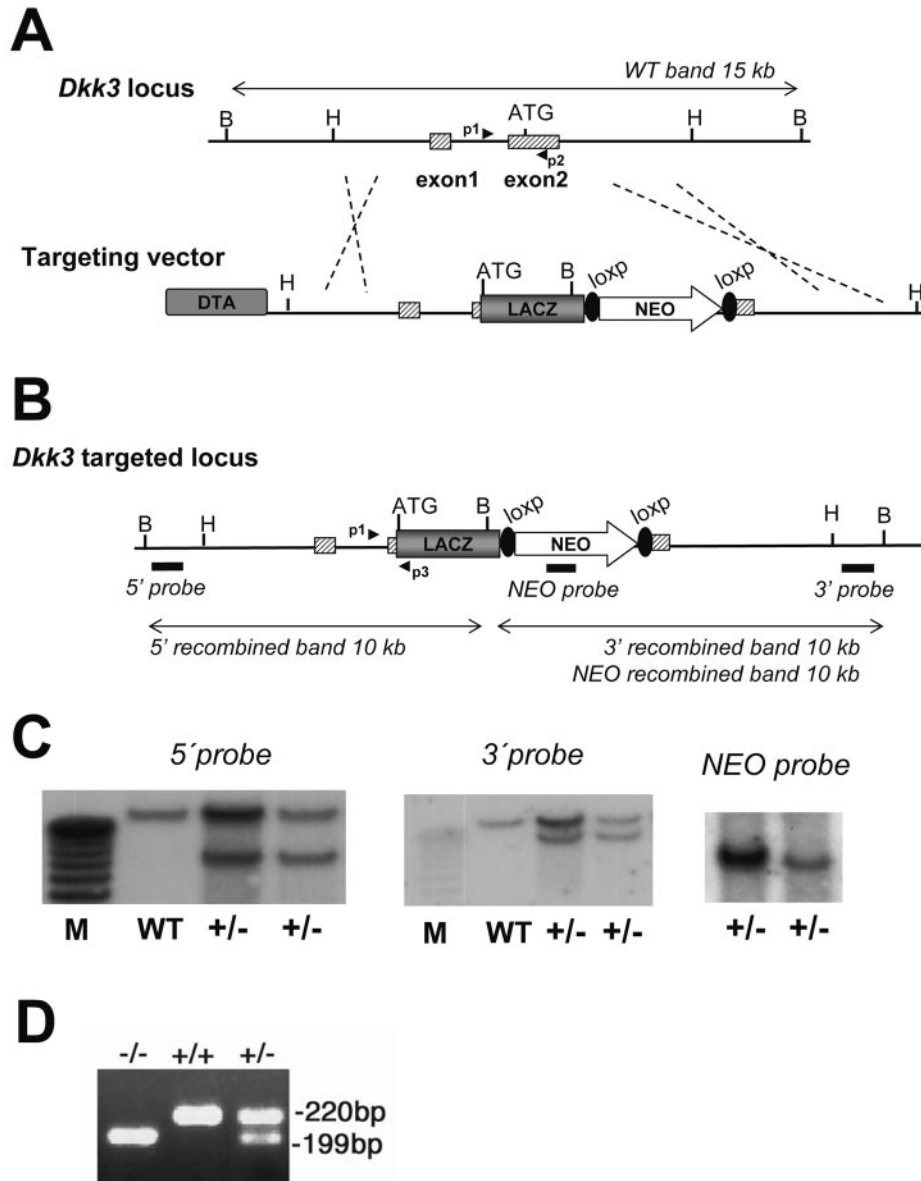 A
Dkk3 locus
WT band 15 kb
B H p1 ATG H B
p2
exon1 exon2
Targeting vector
H ATG B loxp loxp H
DTA LACZ NEO
B
Dkk3 targeted locus
B H p1 ATG B loxp loxp H B
LACZ NEO
p3
5' probe NEO probe 3' probe
5' recombined band 10 kb 3' recombined band 10 kb
NEO recombined band 10 kb
C
5´probe 3´probe NEO probe
M WT +/- +/- M WT +/- +/- +/- +/-
D
-/- +/+ +/-
-220bp
-199bp